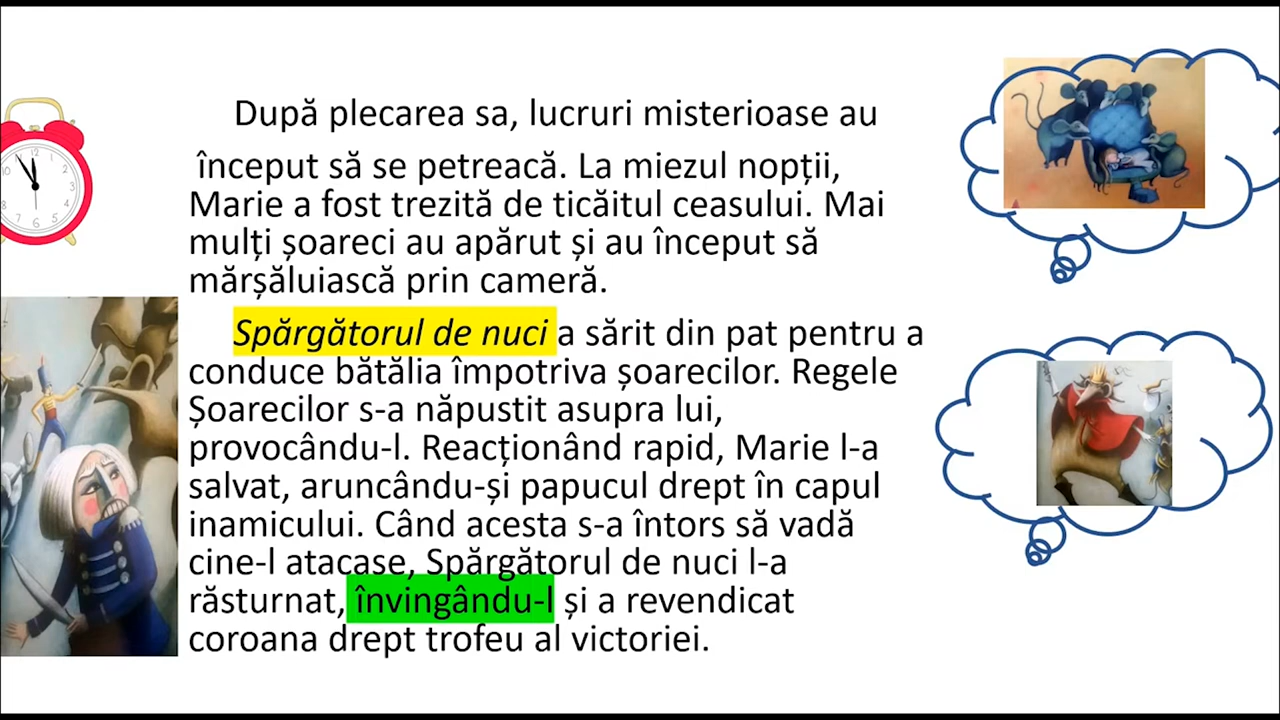 După plecarea sa, lucruri misterioase au
început să se petreacă. La miezul nopții,
Marie a fost trezită de ticăitul ceasului. Mai
mulți șoareci au apărut și au început să
mărșăluiască prin cameră.
Spărgătorul de nuci a sărit din pat pentru a
conduce bătălia împotriva șoarecilor. Regele
Șoarecilor s-a năpustit asupra lui,
provocându-l. Reacționând rapid, Marie l-a
salvat, aruncându-și papucul drept în capul
inamicului. Când acesta s-a întors să vadă
cine-l atacase, Spărgătorul de nuci l-a
răsturnat, învingându-l și a revendicat
coroana drept trofeu al victoriei.